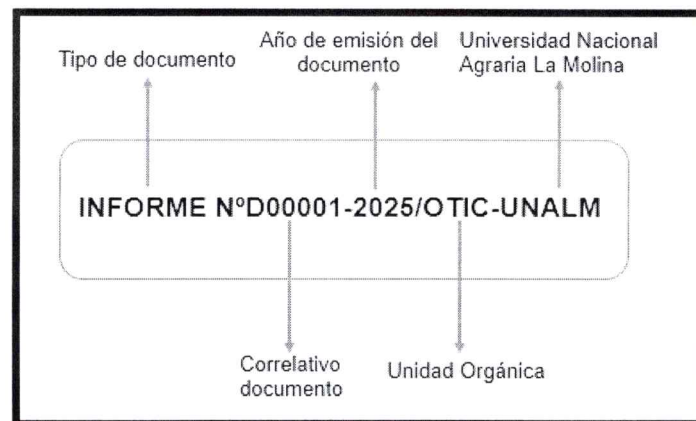 Tipo de documento
Año de emisión del
documento
Universidad Nacional
Agraria La Molina
INFORME NºD00001-2025/OTIC-UNALM
Correlativo
documento
Unidad Orgánica